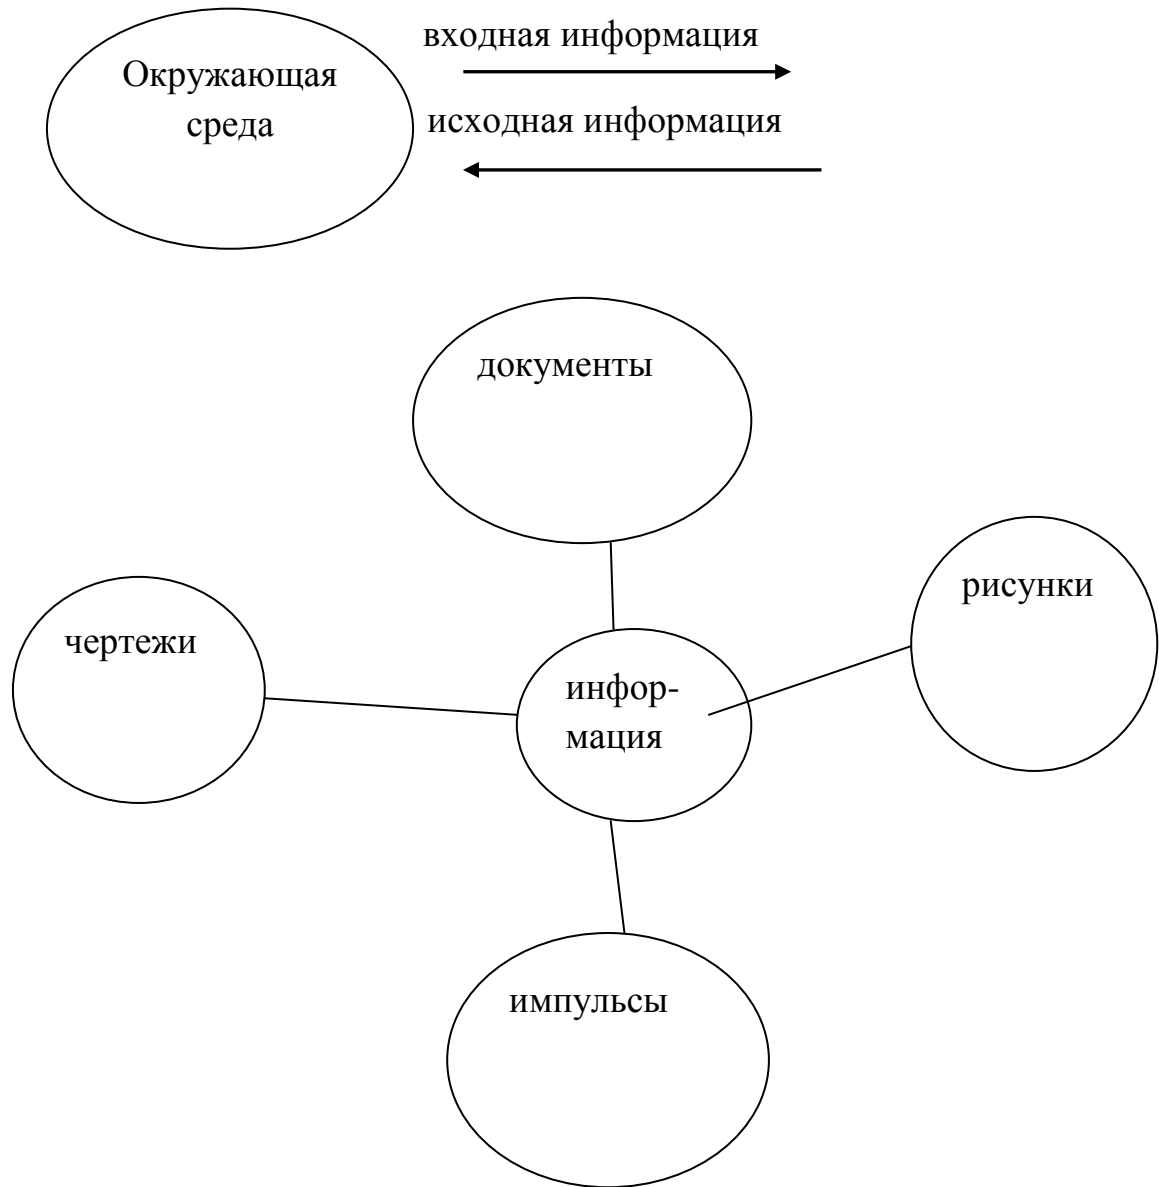 входная информация
Окружающая
среда
исходная информация
документы
рисунки
чертежи
инфор-
мация
импульсы